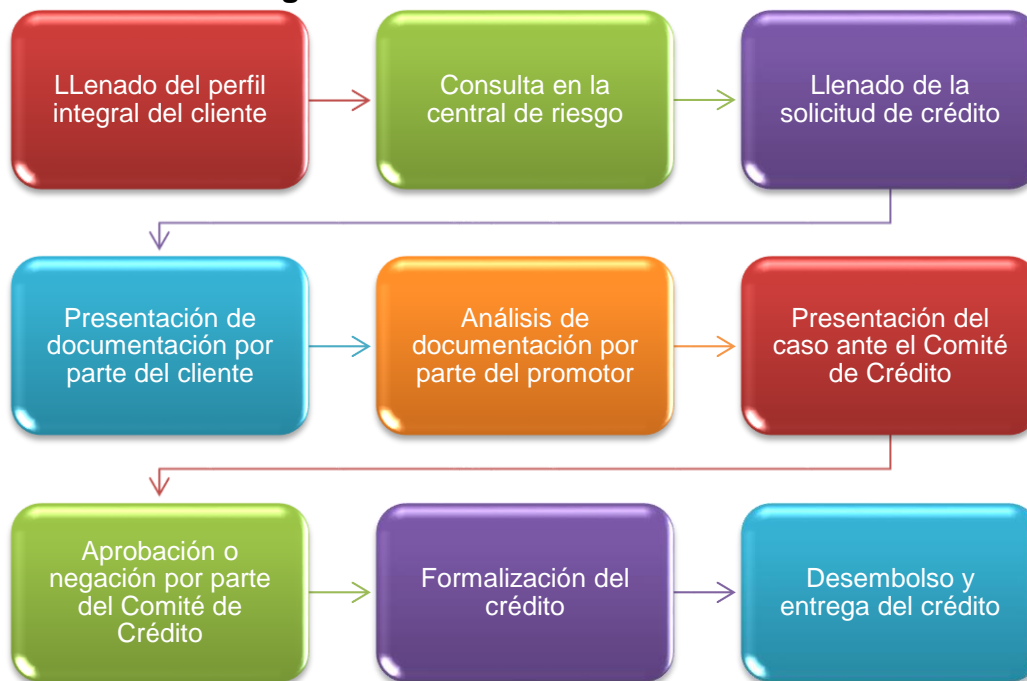 LLenado del perfil
integral del cliente
Consulta en la
central de riesgo
Llenado de la
solicitud de crédito
Presentación de
documentación por
parte del cliente
Análisis de
documentación por
parte del promotor
Presentación del
caso ante el Comité
de Crédito
Aprobación o
negación por parte
del Comité de
Crédito
Formalización del
crédito
Desembolso y
entrega del crédito